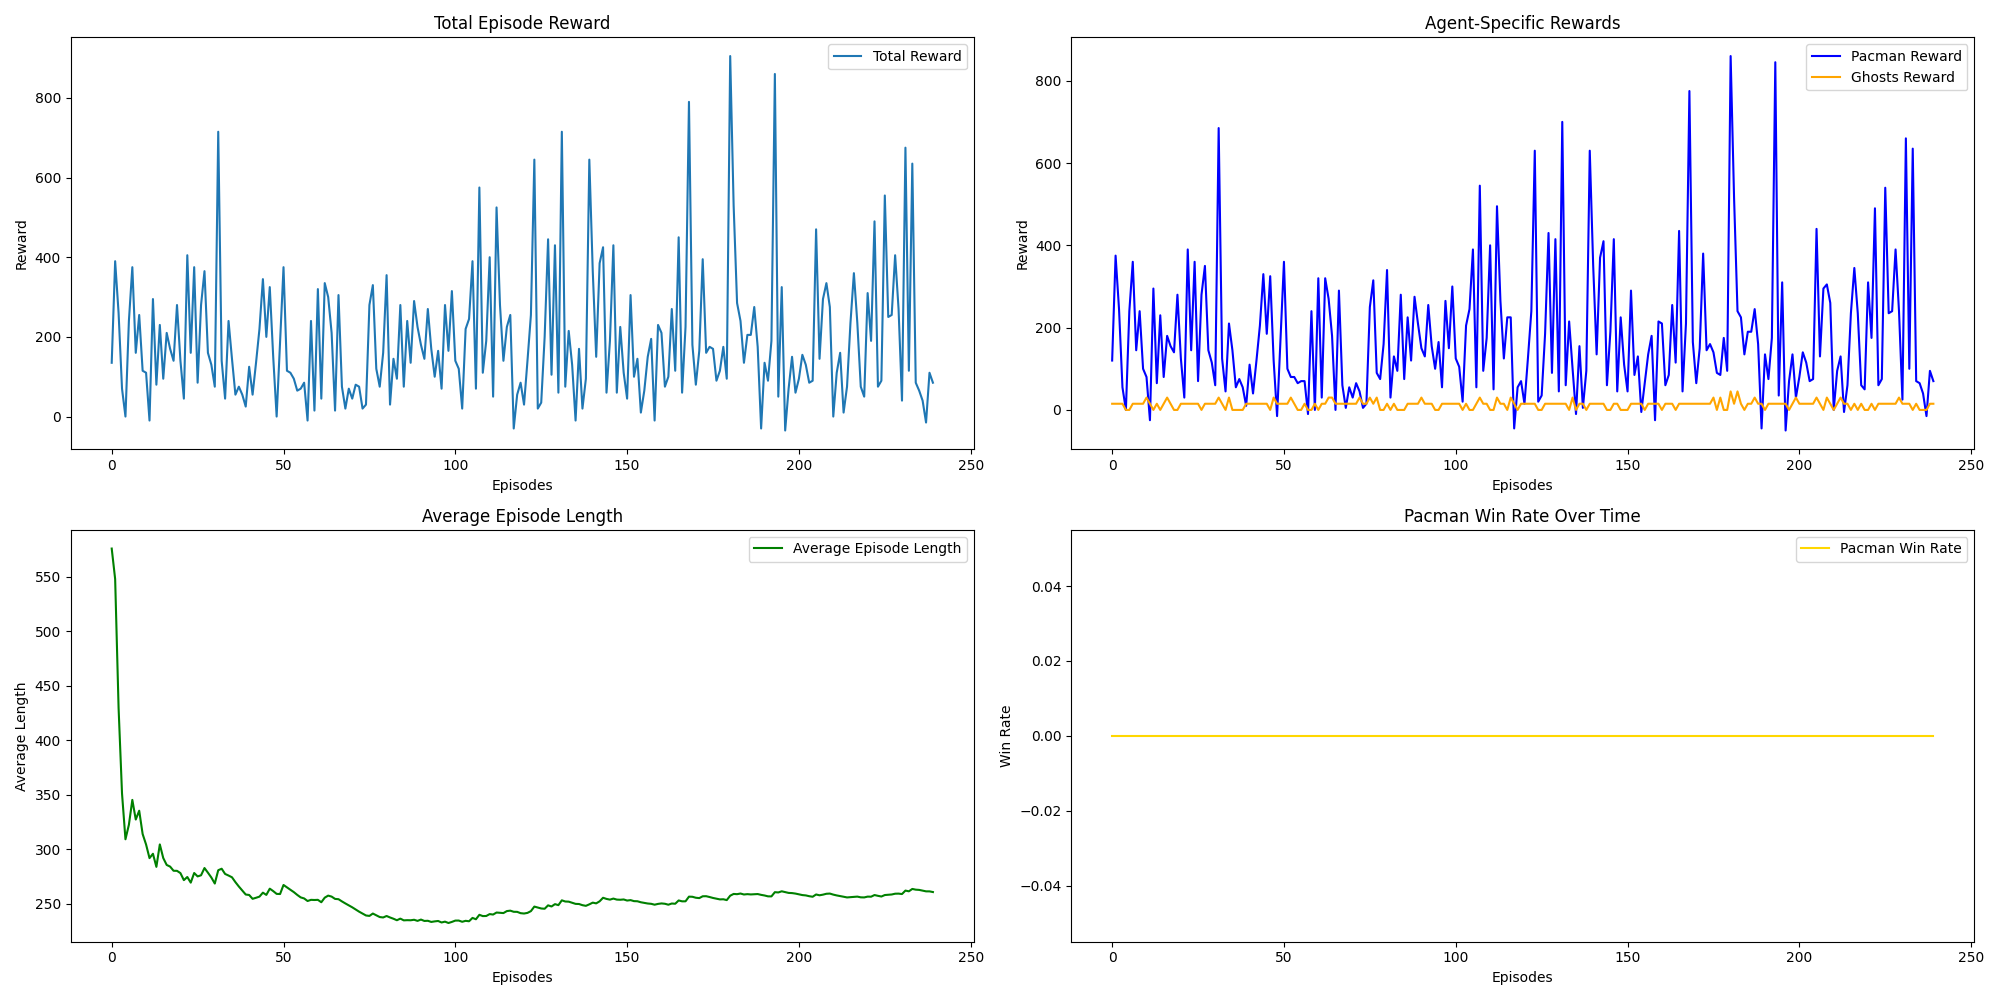 Total Episode Reward
Total Reward
800
600
400
200
0
Reward
0
50
100
150
200
250
Episodes
Agent-Specific Rewards
Pacman Reward
Ghosts Reward
800
600
400
200
0
Reward
0
50
100
150
200
250
Episodes
Average Episode Length
Average Episode Length
550
500
450
400
350
300
250
Average Length
0
50
100
150
200
250
Episodes
Pacman Win Rate Over Time
Pacman Win Rate
0.04
0.02
0.00
−0.02
−0.04
Win Rate
0
50
100
150
200
250
Episodes